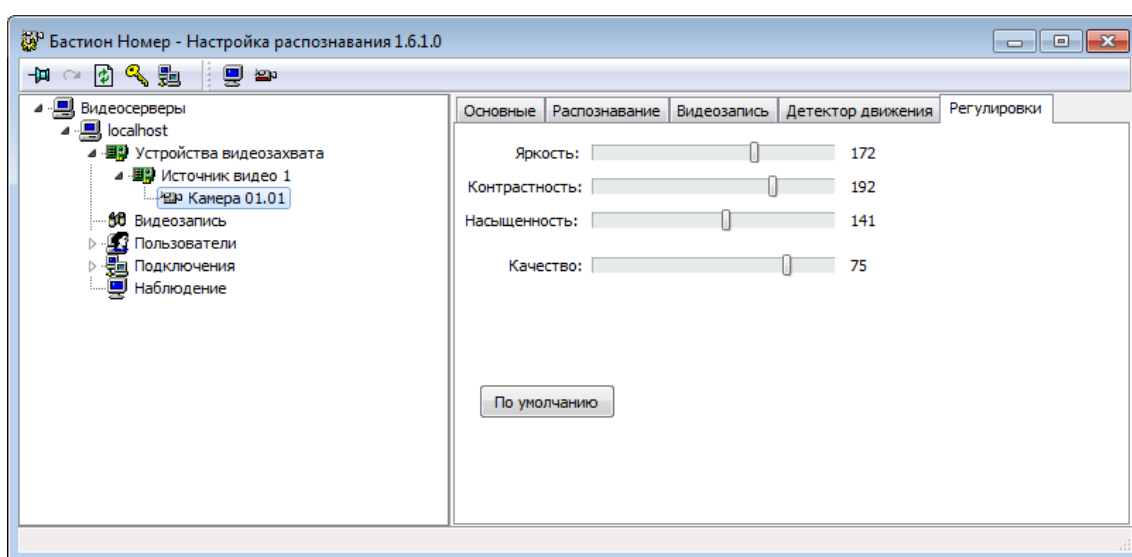 Бастион Номер - Настройка распознавания 1.6.1.0
Видеосерверы
localhost
Устройства видеозахвата
Источник видео 1
Камера 01.01
Видеозапись
Пользователи
Подключения
Наблюдение
Основные Распознавание Видеозапись Детектор движения Регулировки
Яркость: 172
Контрастность: 192
Насыщенность: 141
Качество: 75
По умолчанию